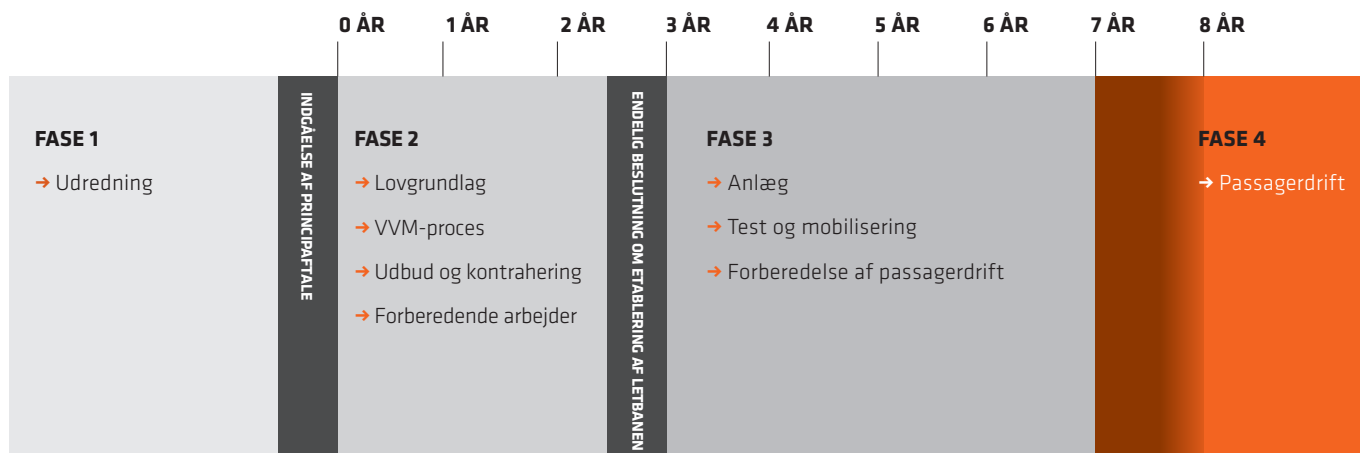 0 ÅR
1 ÅR
2 ÅR
3 ÅR
4 ÅR
5 ÅR
6 ÅR
7 ÅR
8 ÅR
FASE 1
→ Udredning
INDGÅELSE AF PRINCIPAFTALE
FASE 2
→ Lovgrundlag
→ VVM-proces
→ Udbud og kontrahering
→ Forberedende arbejder
ENDELIG BESLUTNING OM ETABLERING AF LETBANEN
FASE 3
→ Anlæg
→ Test og mobilisering
→ Forberedelse af passagerdrift
FASE 4
→ Passagerdrift